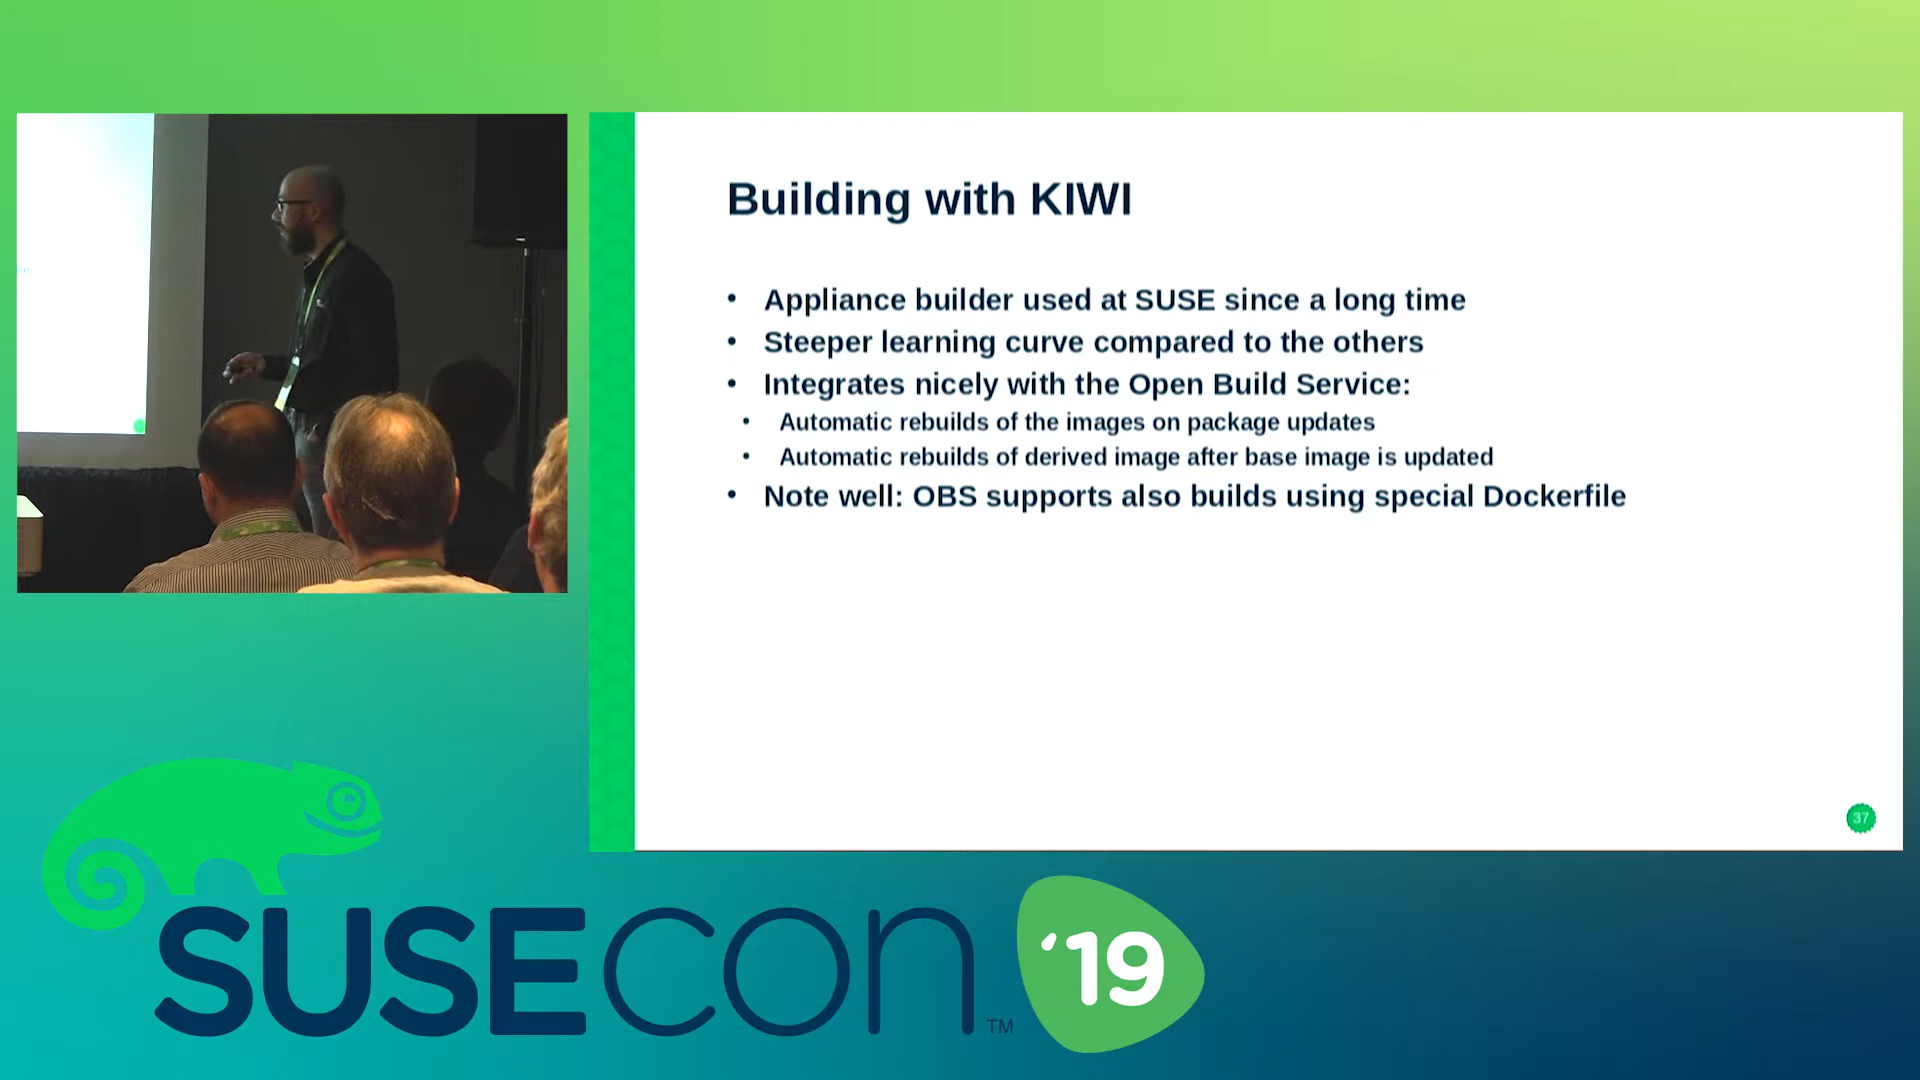 Building with KIWI
Appliance builder used at SUSE since a long time
Steeper learning curve compared to the others
Integrates nicely with the Open Build Service:
Automatic rebuilds of the images on package updates
Automatic rebuilds of derived image after base image is updated
Note well: OBS supports also builds using special Dockerfile
37
SUSECON TM '19